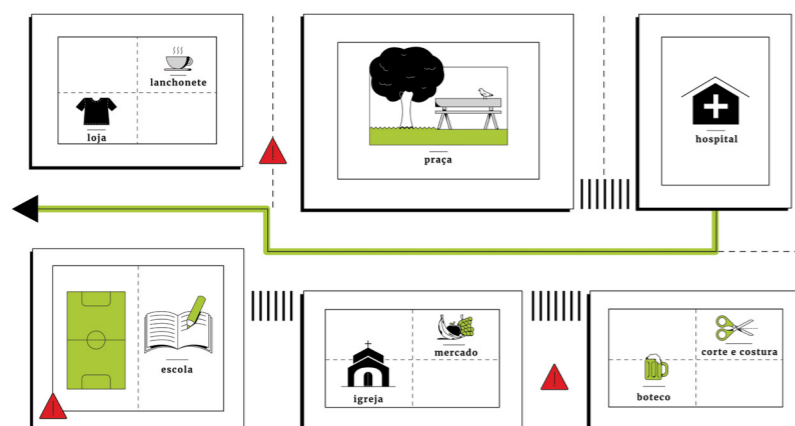 lanchonete
loja
praça
hospital
escola
mercado
igreja
corte e costura
boteco